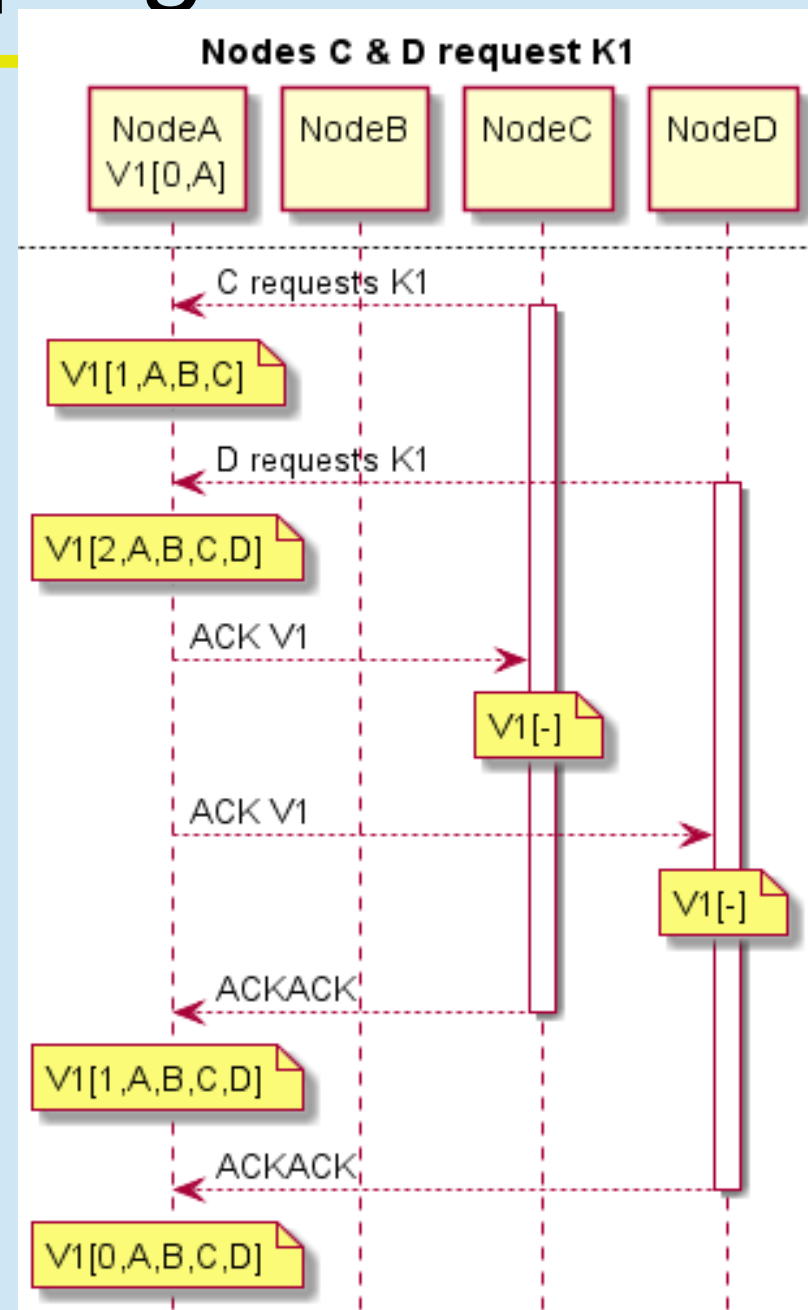 Nodes C & D request K1
NodeA
V1[0,A]
NodeB
NodeC
NodeD
C requests K1
V1[1,A,B,C]
D requests K1
V1[2,A,B,C,D]
ACK V1
V1[-]
ACK V1
V1[-]
ACKACK
V1[1,A,B,C,D]
ACKACK
V1[0,A,B,C,D]